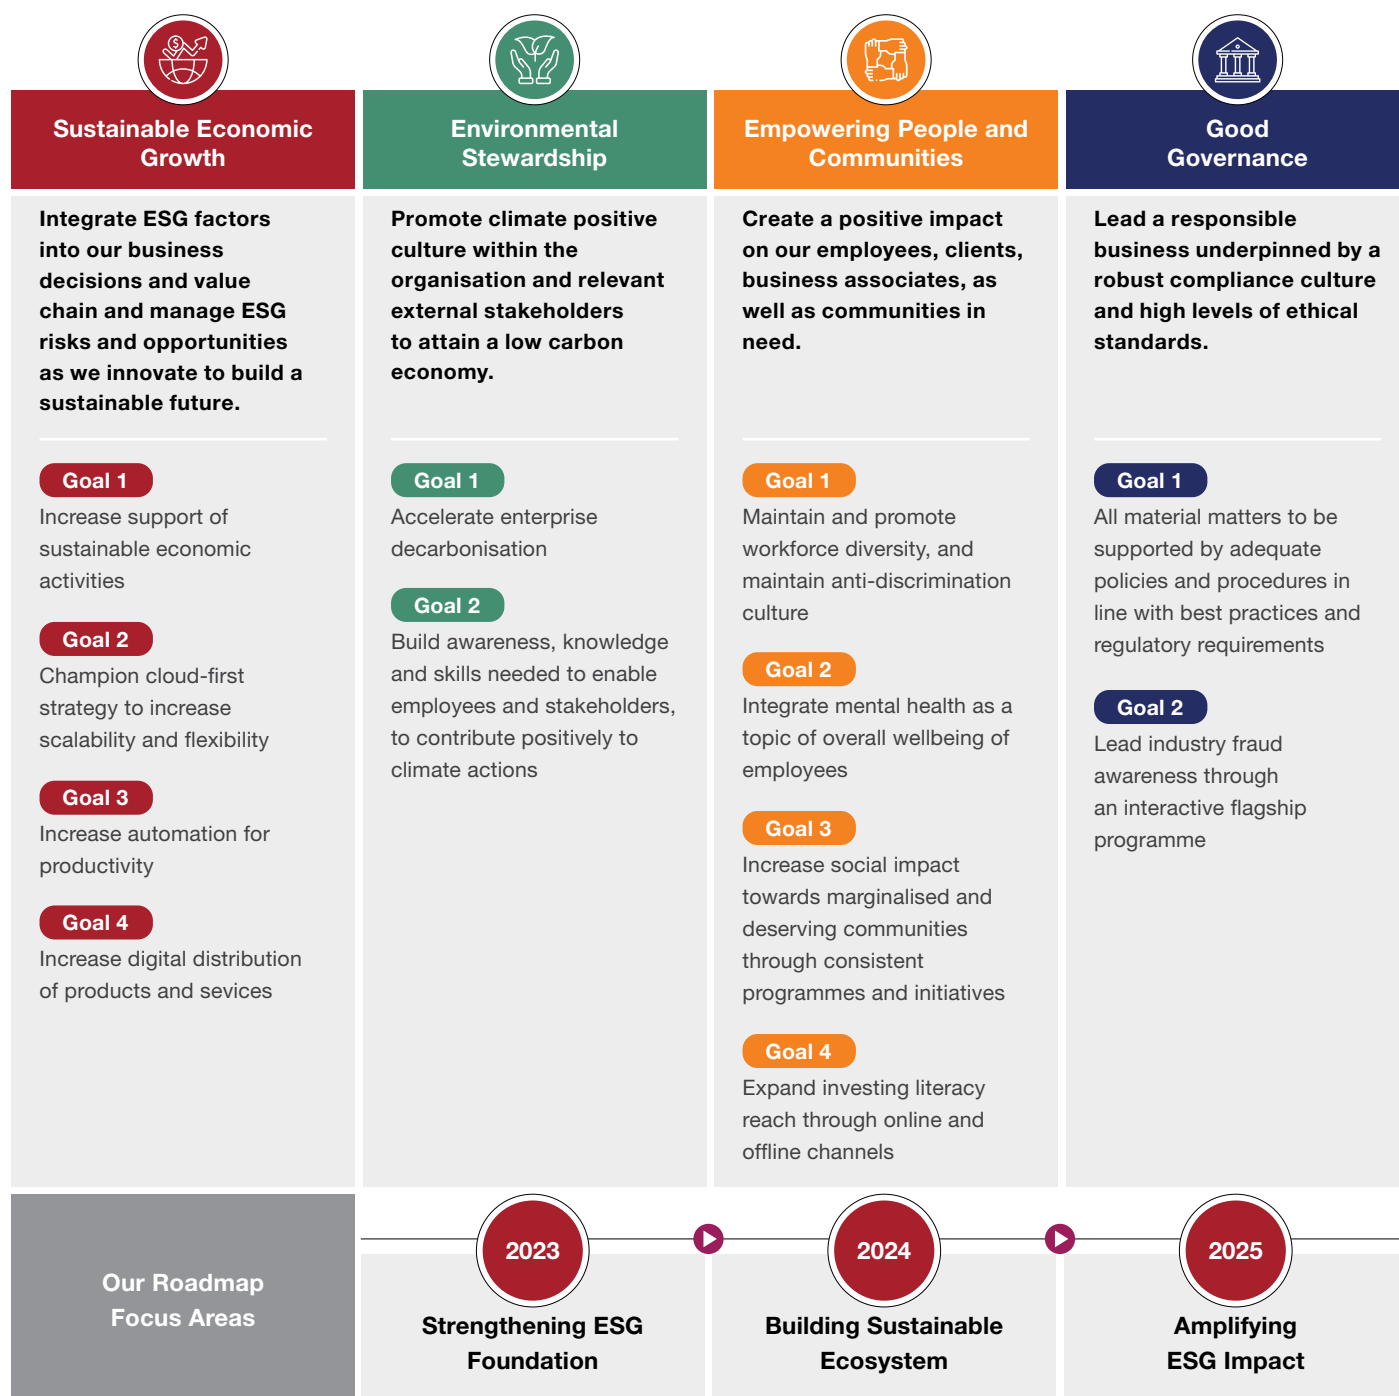 Sustainable Economic
Growth
Integrate ESG factors
into our business
decisions and value
chain and manage ESG
risks and opportunities
as we innovate to build a
sustainable future.
Goal 1
Increase support of
sustainable economic
activities
Goal 2
Champion cloud-first
strategy to increase
scalability and flexibility
Goal 3
Increase automation for
productivity
Goal 4
Increase digital distribution
of products and sevices
Environmental
Stewardship
Promote climate positive
culture within the
organisation and relevant
external stakeholders
to attain a low carbon
economy.
Goal 1
Accelerate enterprise
decarbonisation
Goal 2
Build awareness, knowledge
and skills needed to enable
employees and stakeholders,
to contribute positively to
climate actions
Empowering People and
Communities
Create a positive impact
on our employees, clients,
business associates, as
well as communities in
need.
Goal 1
Maintain and promote
workforce diversity, and
maintain anti-discrimination
culture
Goal 2
Integrate mental health as a
topic of overall wellbeing of
employees
Goal 3
Increase social impact
towards marginalised and
deserving communities
through consistent
programmes and initiatives
Goal 4
Expand investing literacy
reach through online and
offline channels
Good
Governance
Lead a responsible
business underpinned by a
robust compliance culture
and high levels of ethical
standards.
Goal 1
All material matters to be
supported by adequate
policies and procedures in
line with best practices and
regulatory requirements
Goal 2
Lead industry fraud
awareness through
an interactive flagship
programme
Our Roadmap
Focus Areas
2023
Strengthening ESG
Foundation
2024
Building Sustainable
Ecosystem
2025
Amplifying
ESG Impact